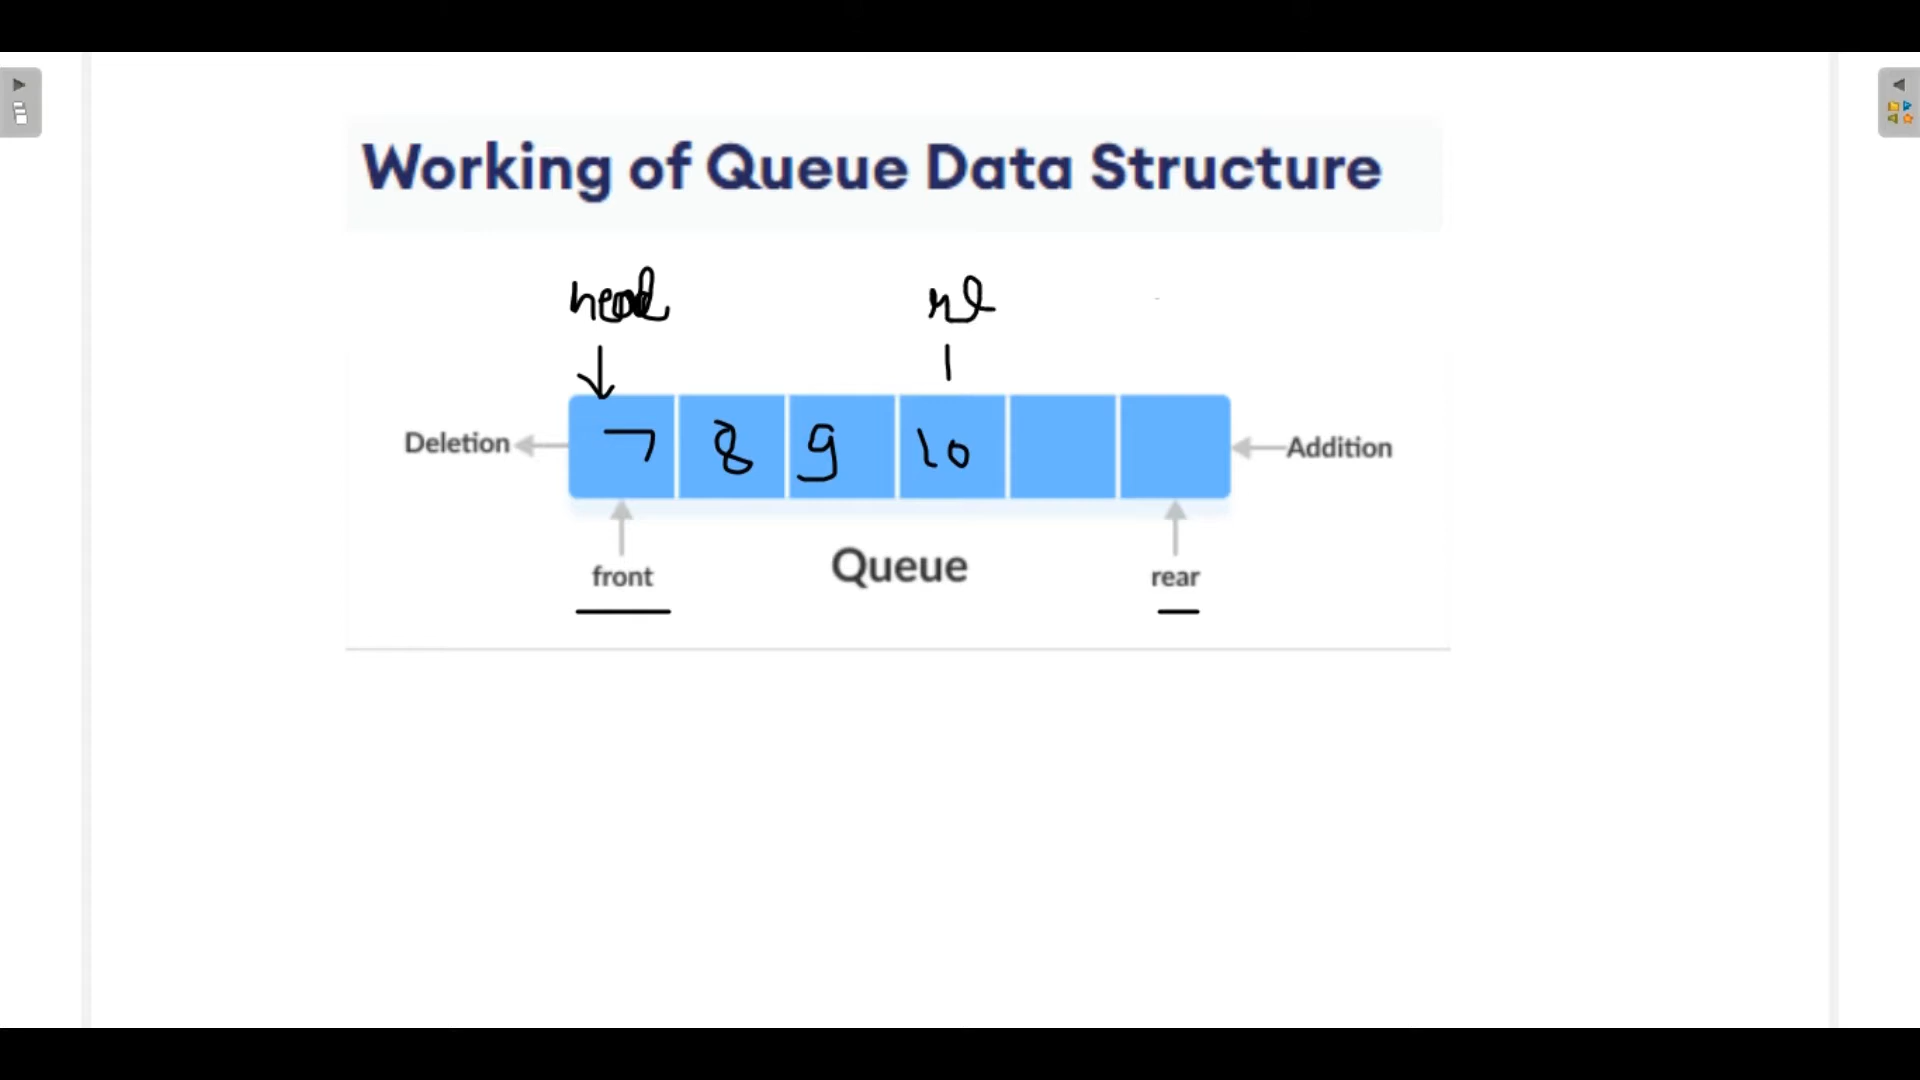 Working of Queue Data Structure
head
Deletion 7 8 9 10 Addition
front Queue rear